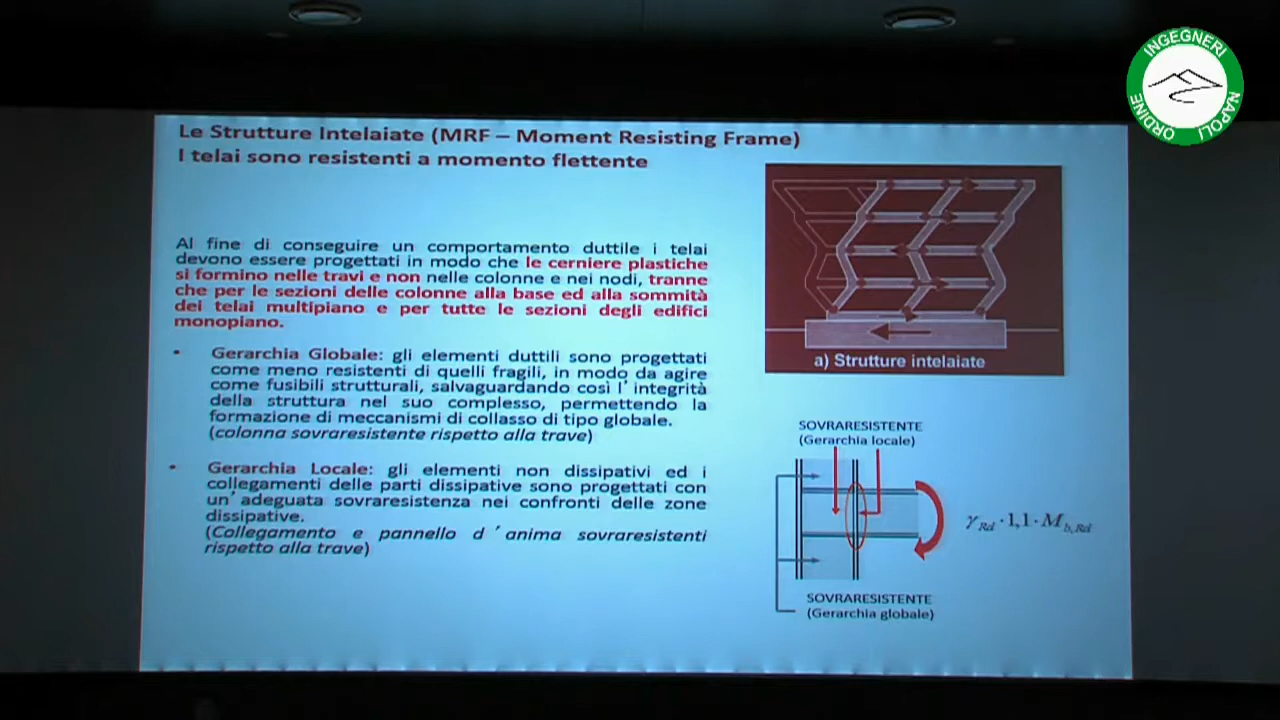 INGEGNERI
ORDINE NAPOLI
Le Strutture Intelaiate (MRF – Moment Resisting Frame)
I telai sono resistenti a momento flettente
Al fine di conseguire un comportamento duttile i telai
devono essere progettati in modo che le cerniere plastiche
si formino nelle travi e non nelle colonne e nei nodi, tranne
che per le sezioni delle colonne alla base ed alla sommità
dei telai multipiano e per tutte le sezioni degli edifici
monopiano.
• Gerarchia Globale: gli elementi duttili sono progettati
come meno resistenti di quelli fragili, in modo da agire
come fusibili strutturali, salvaguardando così l'integrità
della struttura nel suo complesso, permettendo la
formazione di meccanismi di collasso di tipo globale.
(colonna sovraresistente rispetto alla trave)
• Gerarchia Locale: gli elementi non dissipativi ed i
collegamenti delle parti dissipative sono progettati con
un'adeguata sovraresistenza nei confronti delle zone
dissipative.
(Collegamento e pannello d'anima sovraresistenti
rispetto alla trave)
a) Strutture intelaiate
SOVRARESISTENTE
(Gerarchia locale)
γRd · 1,1 · Mb,Rd
SOVRARESISTENTE
(Gerarchia globale)